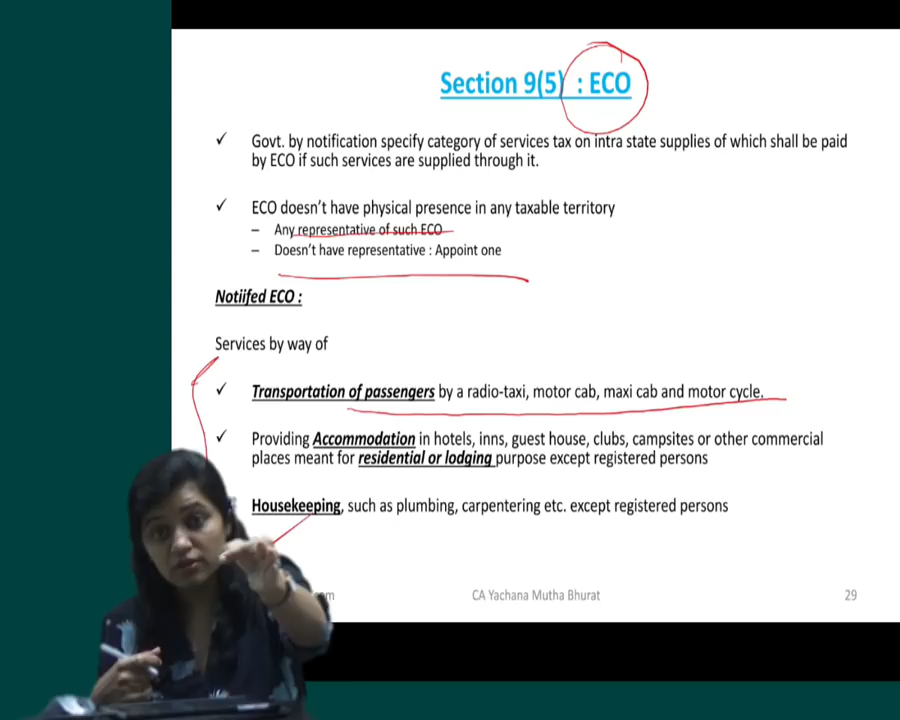 Section 9(5) : ECO
✓ Govt. by notification specify category of services tax on intra state supplies of which shall be paid
by ECO if such services are supplied through it.
✓ ECO doesn't have physical presence in any taxable territory
– Any representative of such ECO
– Doesn't have representative : Appoint one
Notiifed ECO :
Services by way of
✓ Transportation of passengers by a radio-taxi, motor cab, maxi cab and motor cycle.
✓ Providing Accommodation in hotels, inns, guest house, clubs, campsites or other commercial
places meant for residential or lodging purpose except registered persons
Housekeeping, such as plumbing, carpentering etc. except registered persons
CA Yachana Mutha Bhurat
29